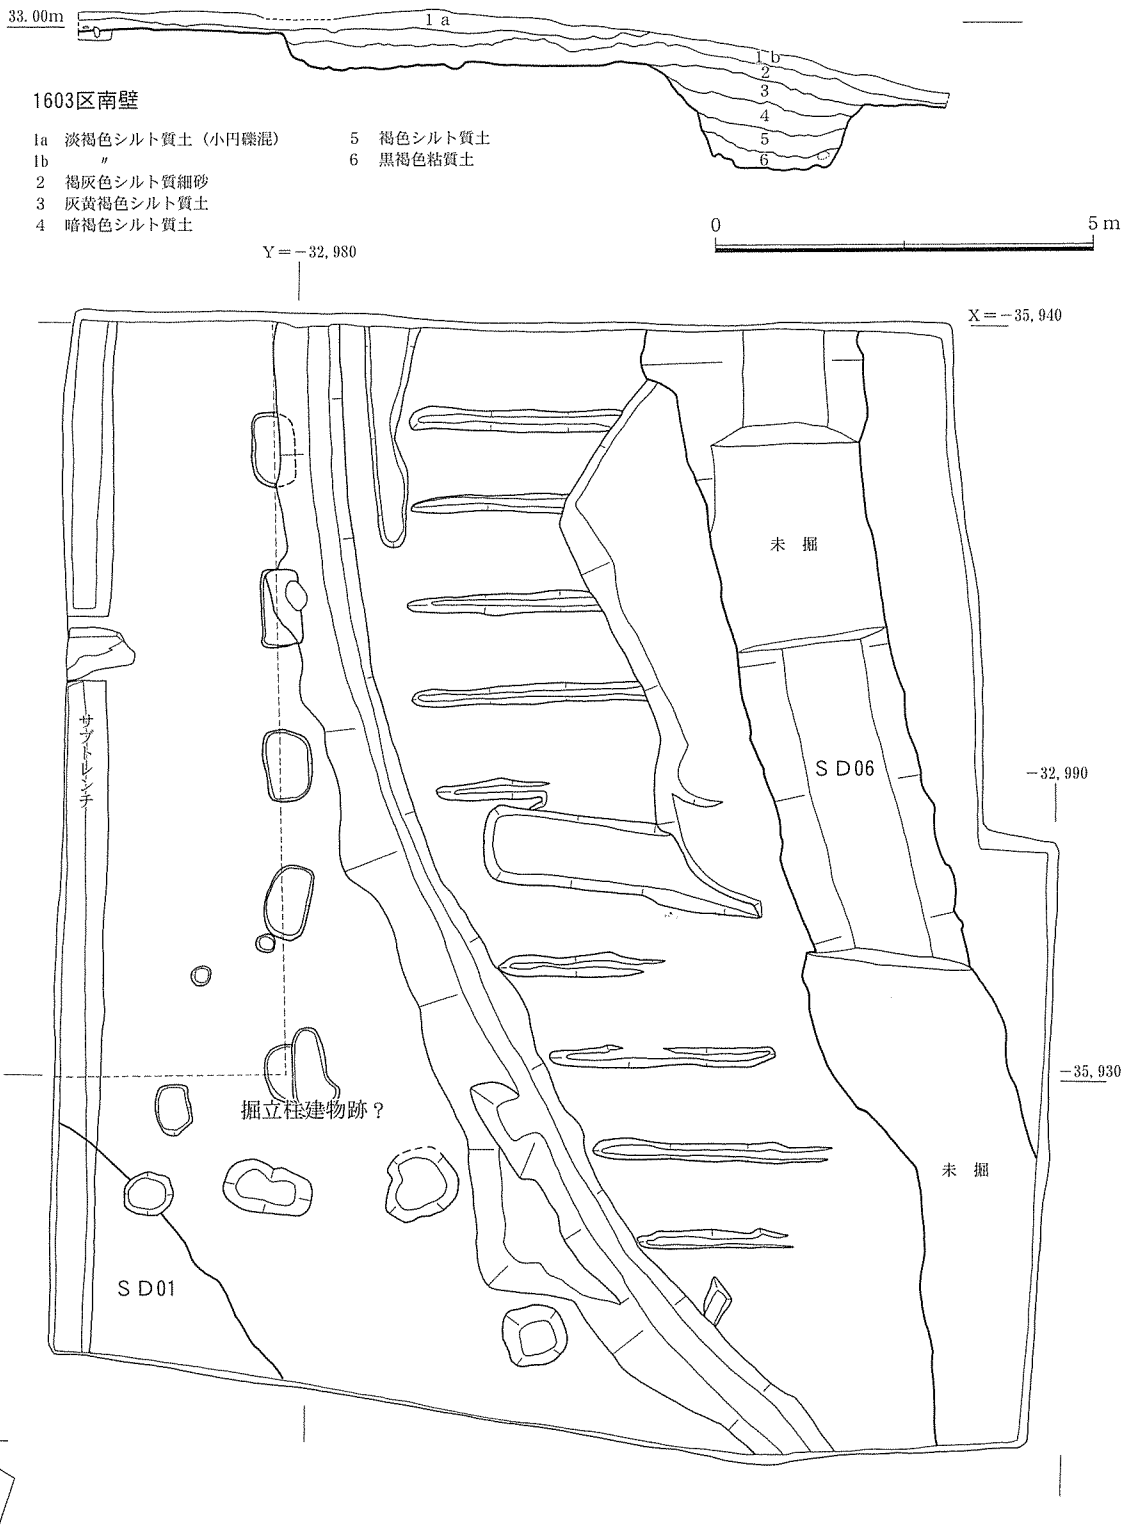 33.00m
1a
1b
2
3
4
5
6
1603区南壁
1a 淡褐色シルト質土（小円礫混）
1b 〃
2 褐灰色シルト質細砂
3 灰黄褐色シルト質土
4 暗褐色シルト質土
5 褐色シルト質土
6 黒褐色粘質土
0 5m
Y＝－32,980
X＝－35,940
未掘
サブトレンチ
SD06
－32,990
－35,930
掘立柱建物跡？
未掘
SD01